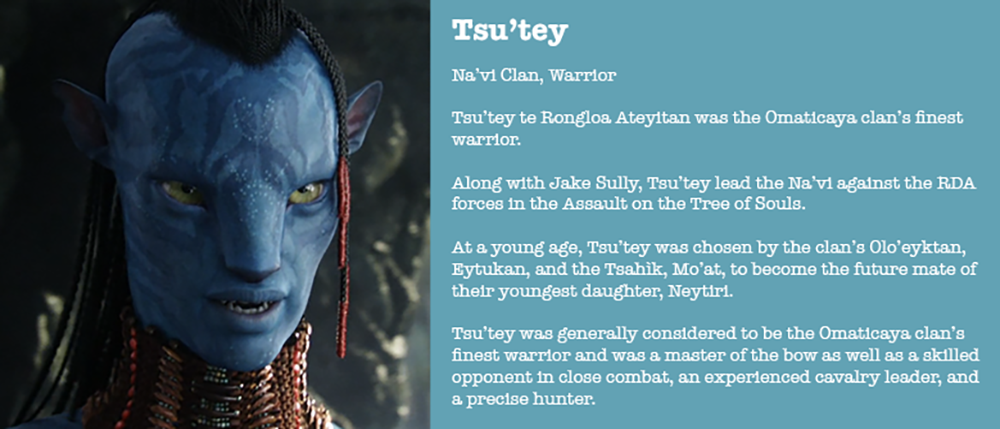 Tsu’tey
Na’vi Clan, Warrior
Tsu’tey te Rongloa Ateyitan was the Omaticaya clan’s finest
warrior.
Along with Jake Sully, Tsu’tey lead the Na’vi against the RDA
forces in the Assault on the Tree of Souls.
At a young age, Tsu’tey was chosen by the clan’s Olo’eyktan,
Eytukan, and the Tsahìk, Mo’at, to become the future mate of
their youngest daughter, Neytiri.
Tsu’tey was generally considered to be the Omaticaya clan’s
finest warrior and was a master of the bow as well as a skilled
opponent in close combat, an experienced cavalry leader, and
a precise hunter.